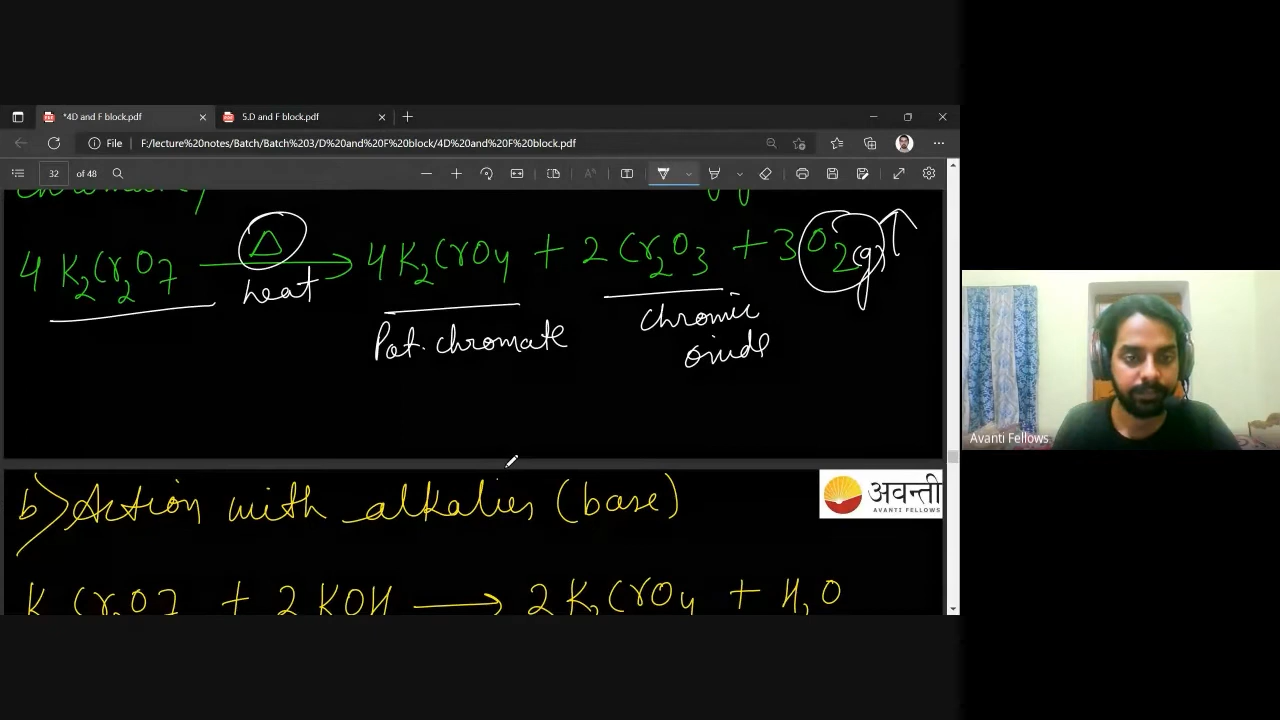 *4D and F block.pdf
5.D and F block.pdf
File
F:/lecture%20notes/Batch/Batch%203/D%20and%20F%20block/4D%20and%20F%20block.pdf
32 of 48
4 K₂Cr₂O7 Δ 4 K₂CrO4 + 2 Cr₂O3 + 3 O2(g) ↑
heat
Pot. chromate
chromic
oxide
b) Action with alkalies (base)
अवन्ती
AVANTI FELLOWS
K Cr₂O7 + 2 KOH → 2 K₂CrO4 + H₂O
Avanti Fellows